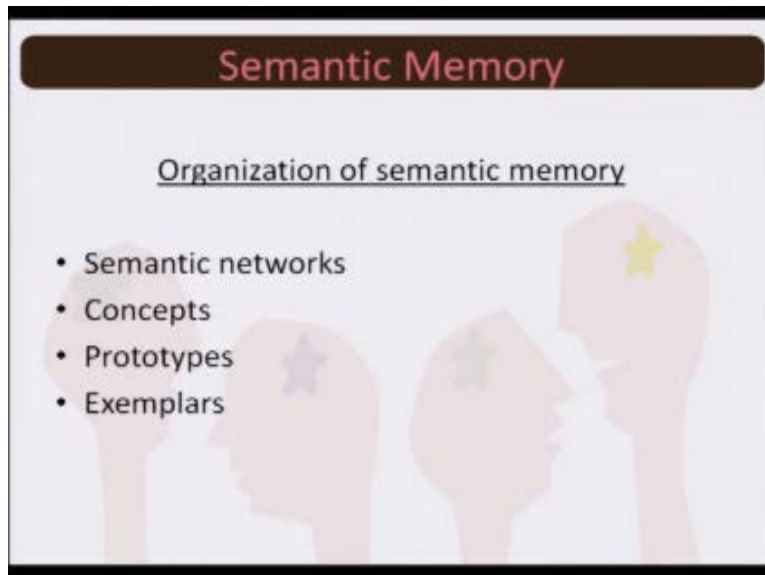 Semantic Memory
Organization of semantic memory
• Semantic networks
• Concepts
• Prototypes
• Exemplars